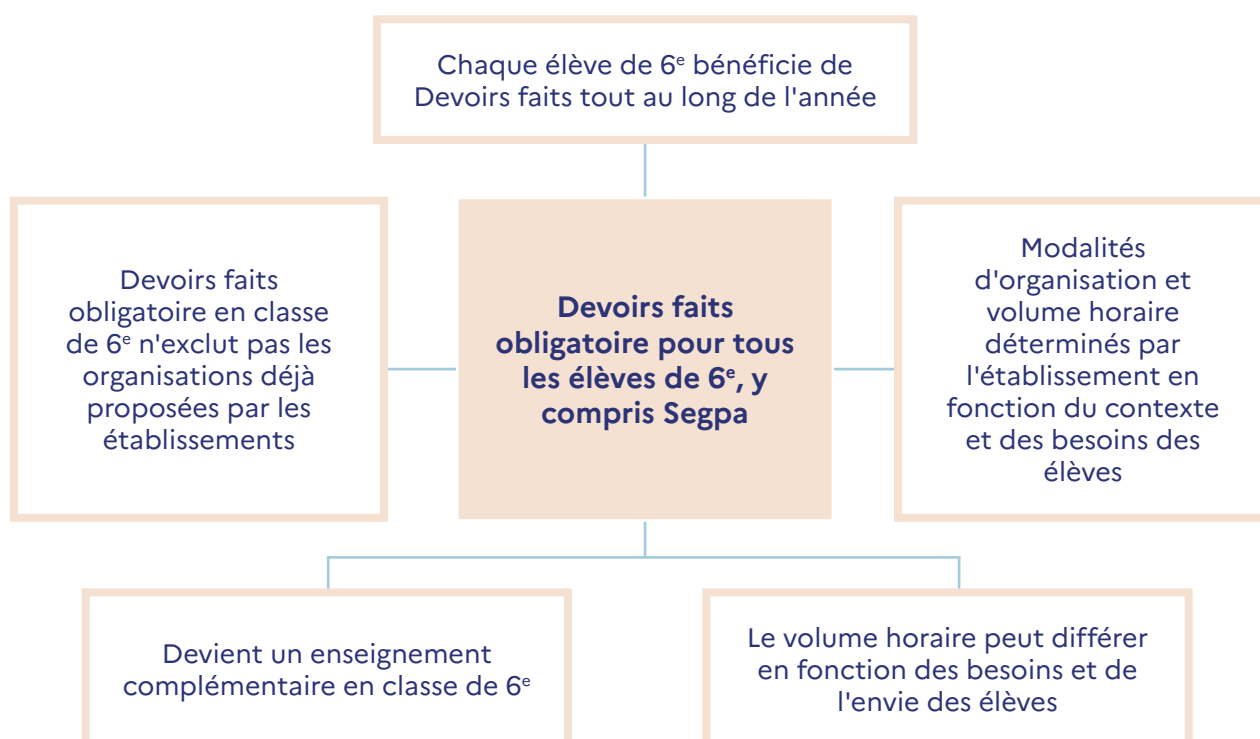 Chaque élève de 6e bénéficie de
Devoirs faits tout au long de l'année
Devoirs faits
obligatoire en classe
de 6e n'exclut pas les
organisations déjà
proposées par les
établissements
Devoirs faits
obligatoire pour tous
les élèves de 6e, y
compris Segpa
Modalités
d'organisation et
volume horaire
déterminés par
l'établissement en
fonction du contexte
et des besoins des
élèves
Devient un enseignement
complémentaire en classe de 6e
Le volume horaire peut différer
en fonction des besoins et de
l'envie des élèves